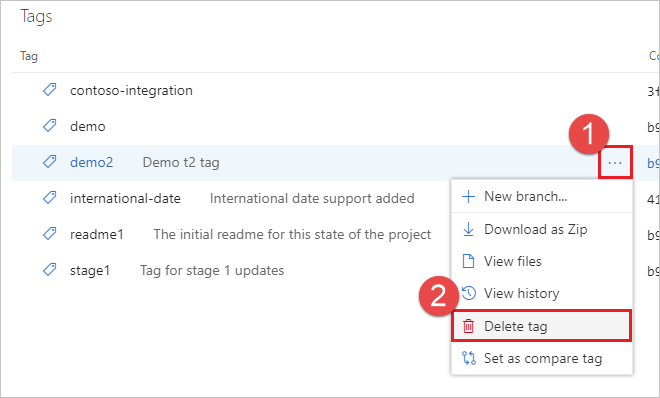 Tags
Tag Co
contoso-integration 3f
demo b9
1
demo2 Demo t2 tag ... b9
New branch...
international-date International date support added 41
Download as Zip
readme1 The initial readme for this state of the project b9
View files
stage1 Tag for stage 1 updates b9
2 View history
Delete tag
Set as compare tag